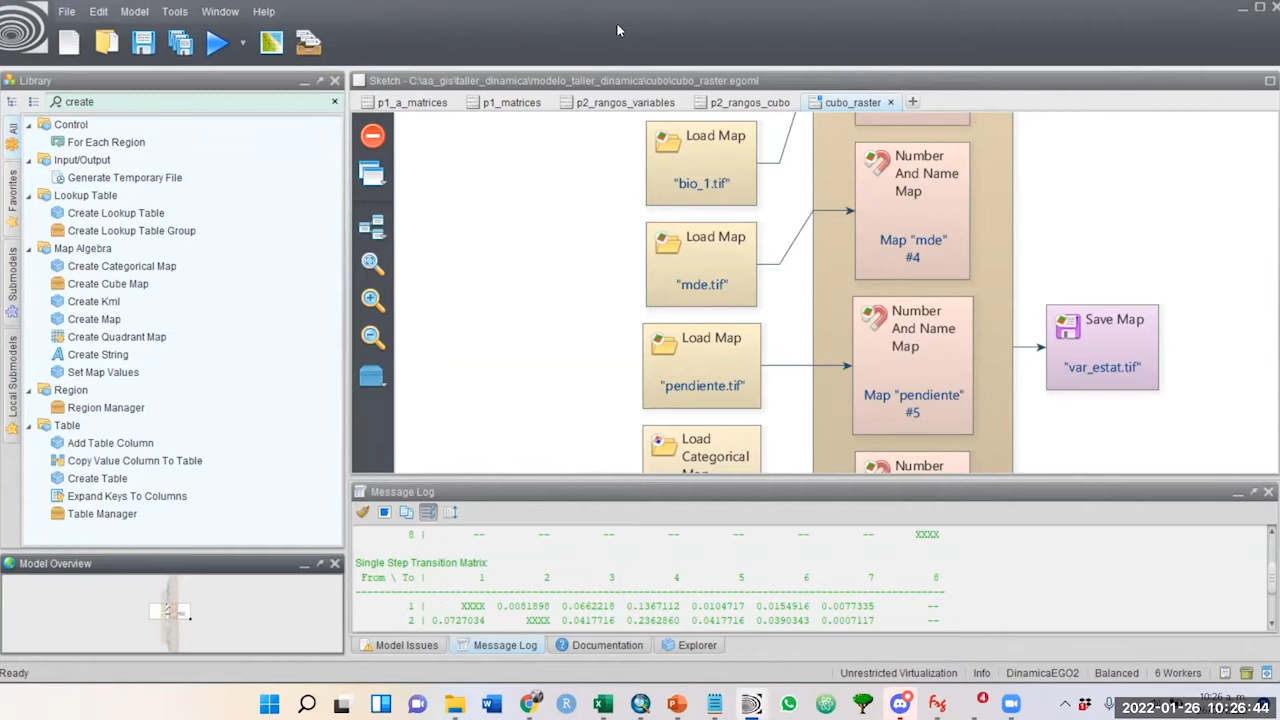 File Edit Model Tools Window Help
Library
create
Control
For Each Region
Input/Output
Generate Temporary File
Lookup Table
Create Lookup Table
Create Lookup Table Group
Map Algebra
Create Categorical Map
Create Cube Map
Create Kml
Create Map
Create Quadrant Map
Create String
Set Map Values
Region
Region Manager
Table
Add Table Column
Copy Value Column To Table
Create Table
Expand Keys To Columns
Table Manager
All
Favorites
Submodels
Local Submodels
Model Overview
Sketch - C:\aa_gis\taller_dinamica\modelo_taller_dinamica\cubo\cubo_raster.egoml
p1_a_matrices p1_matrices p2_rangos_variables p2_rangos_cubo cubo_raster
Load Map
"bio_1.tif"
Load Map
"mde.tif"
Load Map
"pendiente.tif"
Load
Categorical
Number
And Name
Map
Map "mde"
#4
Number
And Name
Map
Map "pendiente"
#5
Number
Save Map
"var_estat.tif"
Message Log
8 | -- -- -- -- -- -- -- XXXX
Single Step Transition Matrix:
From \ To | 1 2 3 4 5 6 7 8
1 | XXXX 0.0081898 0.0662218 0.1367112 0.0104717 0.0154916 0.0077335 --
2 | 0.0727034 XXXX 0.0417716 0.2362860 0.0417716 0.0390343 0.0007117 --
Model Issues Message Log Documentation Explorer
Ready
Unrestricted Virtualization Info DinamicaEGO2 Balanced 6 Workers
10:26 a. m.
2022-01-26 10:26:44